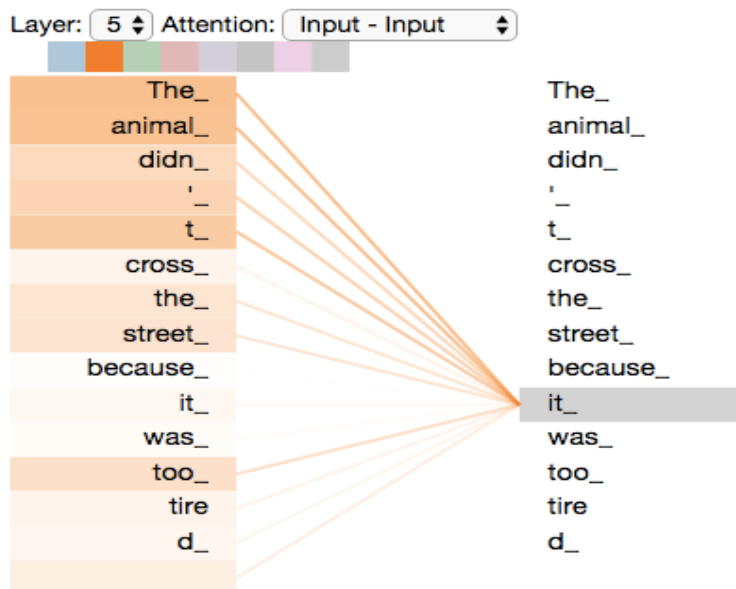 Layer: 5 Attention: Input - Input
The_ The_
animal_ animal_
didn_ didn_
'_ '_
t_ t_
cross_ cross_
the_ the_
street_ street_
because_ because_
it_ it_
was_ was_
too_ too_
tire tire
d_ d_